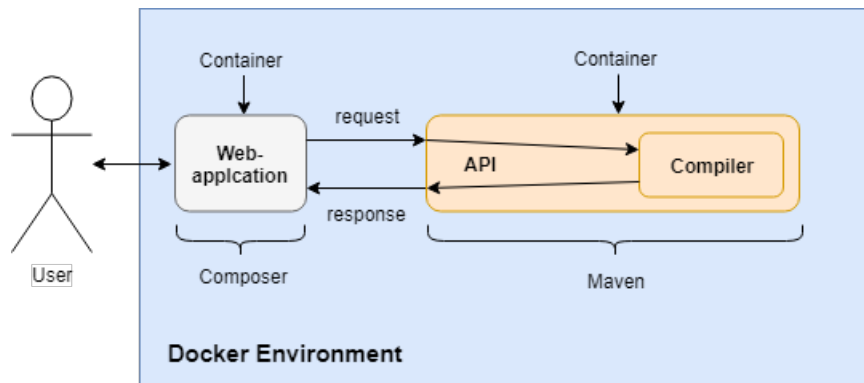 Container
Container
request
Web-
applcation
API
Compiler
response
User
Composer
Maven
Docker Environment